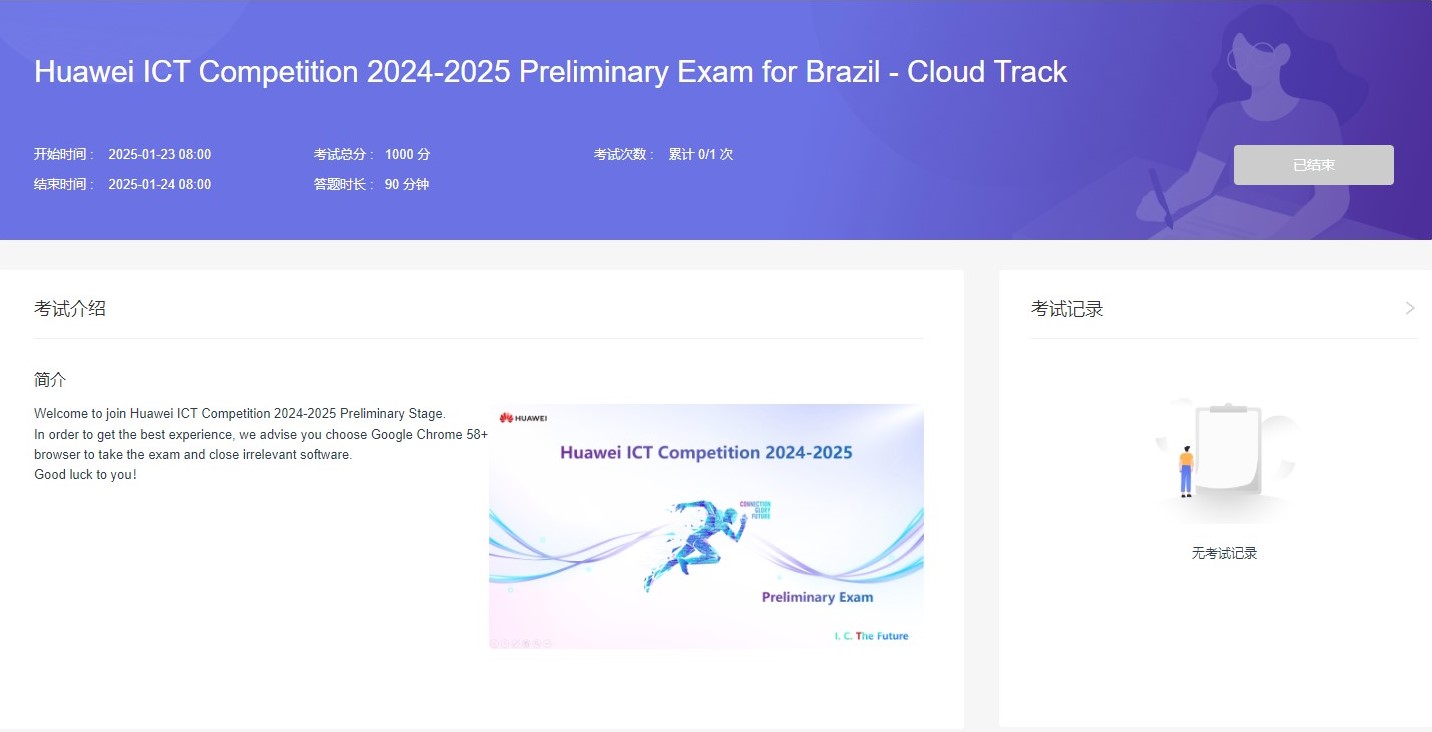 Huawei ICT Competition 2024-2025 Preliminary Exam for Brazil - Cloud Track
开始时间： 2025-01-23 08:00 考试总分： 1000 分 考试次数： 累计 0/1 次
结束时间： 2025-01-24 08:00 答题时长： 90 分钟
已结束
考试介绍
简介
Welcome to join Huawei ICT Competition 2024-2025 Preliminary Stage.
In order to get the best experience, we advise you choose Google Chrome 58+
browser to take the exam and close irrelevant software.
Good luck to you!
HUAWEI
Huawei ICT Competition 2024-2025
CONNECTION
GLORY
FUTURE
Preliminary Exam
I. C. The Future
考试记录
无考试记录